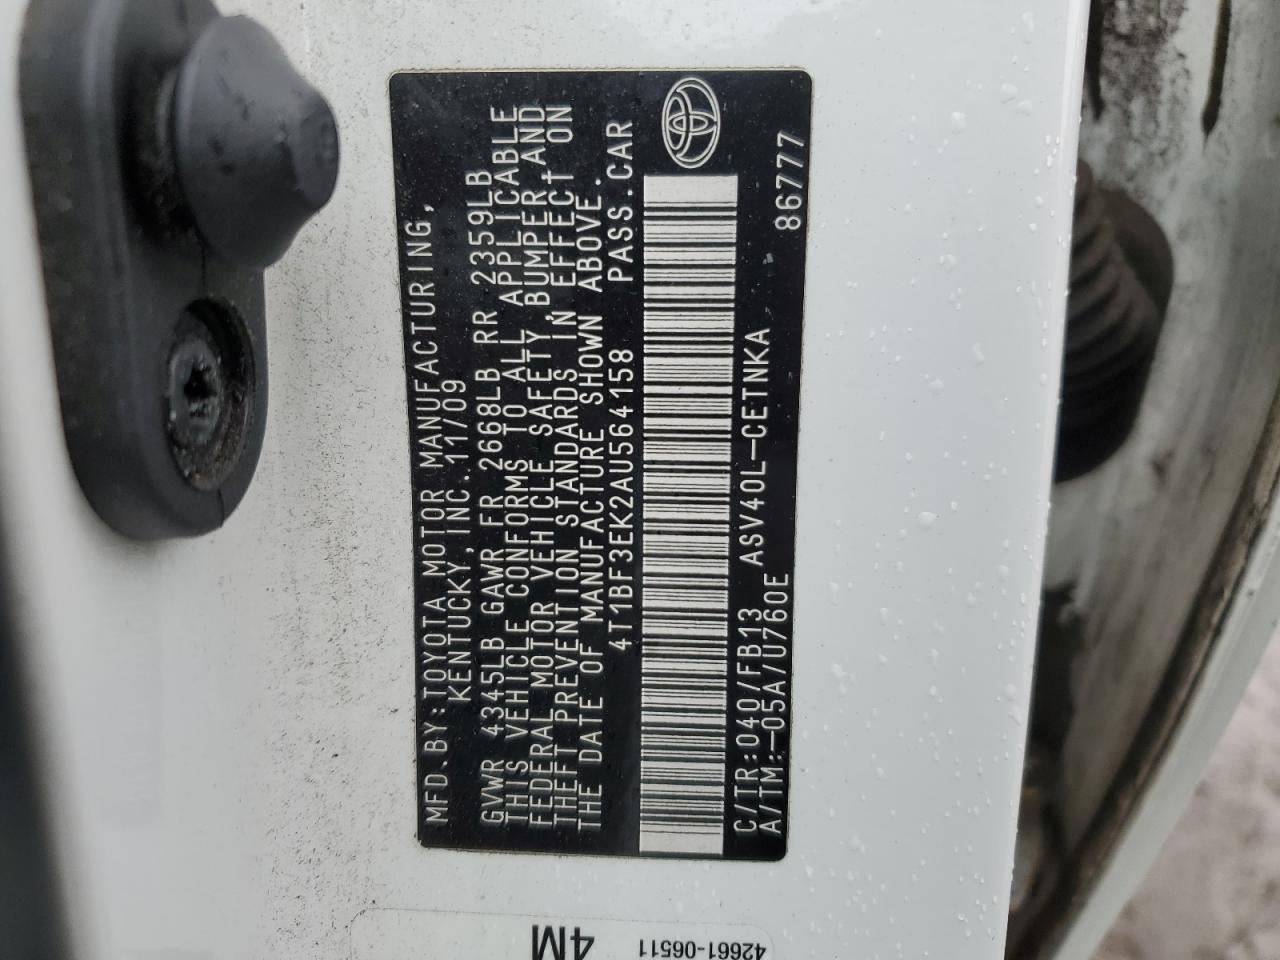 MFD.BY:TOYOTA MOTOR MANUFACTURING,
KENTUCKY,INC.11/09
GVWR 4345LB GAWR FR 2668LB RR 2359LB
THIS VEHICLE CONFORMS TO ALL APPLICABLE
FEDERAL MOTOR VEHICLE SAFETY,BUMPER,AND
THEFT PREVENTION STANDARDS IN EFFECT ON
THE DATE OF MANUFACTURE SHOWN ABOVE.
4T1BF3EK2AU564158 PASS.CAR
C/TR:040/FB13 ASV40L-CETNKA
A/TM:-05A/U760E 86777
42661-06511
4M